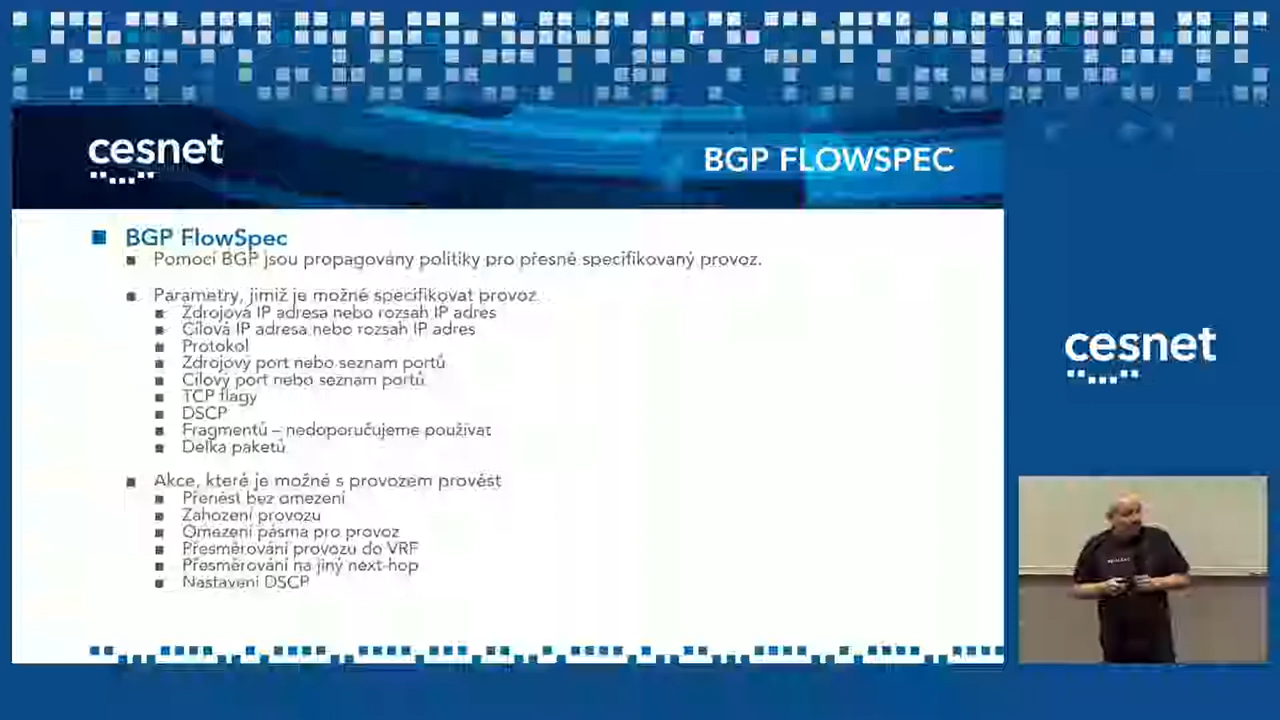 cesnet
BGP FLOWSPEC
BGP FlowSpec
Pomocí BGP jsou propagovány politiky pro přesně specifikovaný provoz.
Parametry, jimiž je možné specifikovat provoz
Zdrojová IP adresa nebo rozsah IP adres
Cílová IP adresa nebo rozsah IP adres
Protokol
Zdrojový port nebo seznam portů
Cílový port nebo seznam portů
TCP flagy
DSCP
Fragmentů – nedoporučujeme používat
Délka paketů
Akce, které je možné s provozem provést
Přenést bez omezení
Zahození provozu
Omezení pásma pro provoz
Přesměrování provozu do VRF
Přesměrování na jiný next-hop
Nastavení DSCP
cesnet